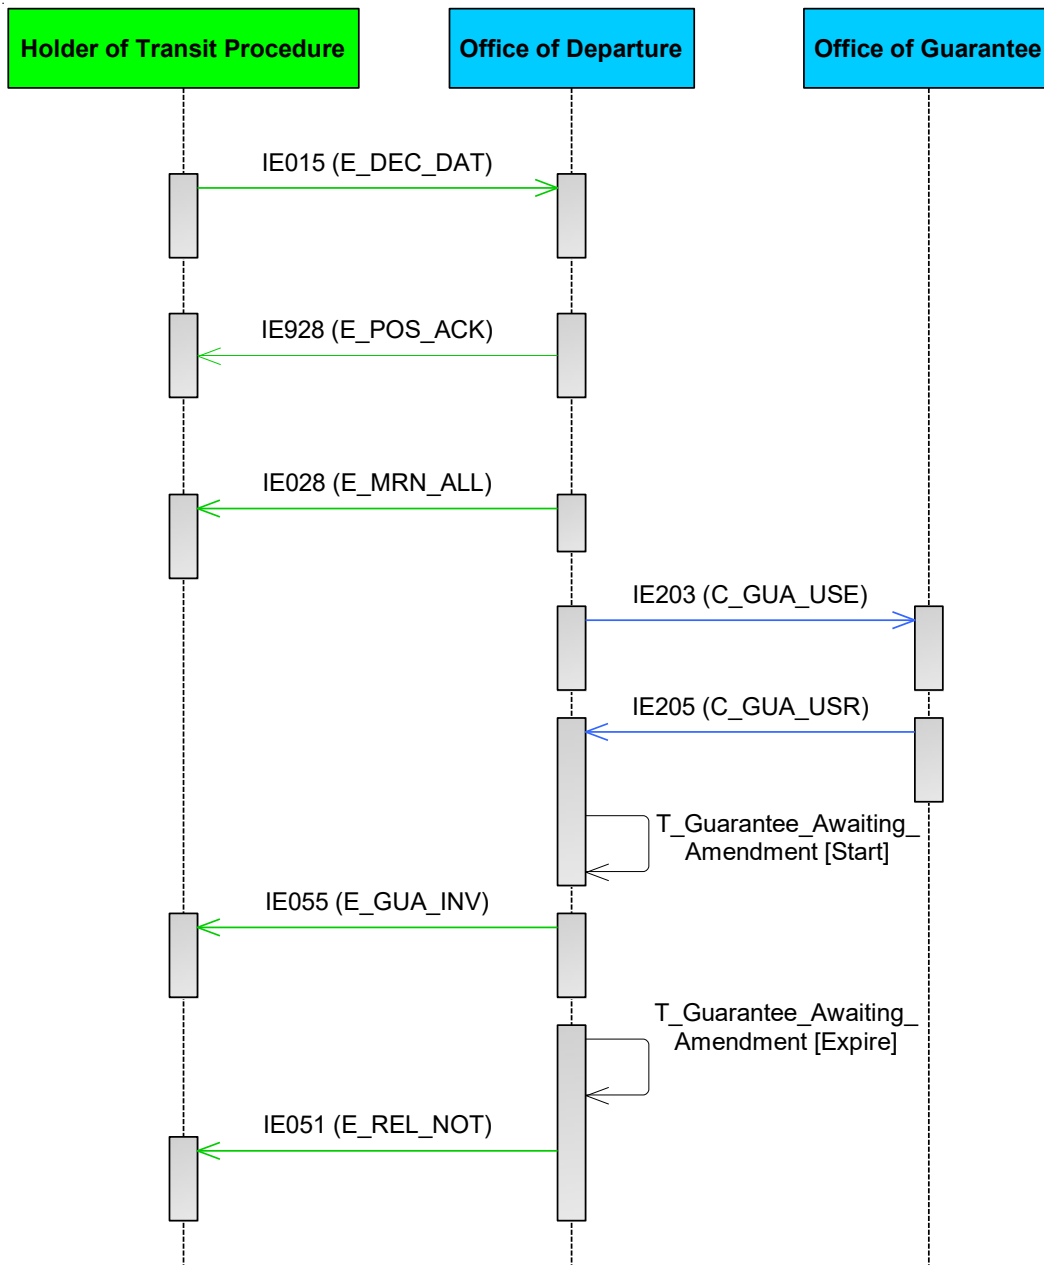 Holder of Transit Procedure
Office of Departure
Office of Guarantee
IE015 (E_DEC_DAT)
IE928 (E_POS_ACK)
IE028 (E_MRN_ALL)
IE203 (C_GUA_USE)
IE205 (C_GUA_USR)
T_Guarantee_Awaiting_
Amendment [Start]
IE055 (E_GUA_INV)
T_Guarantee_Awaiting_
Amendment [Expire]
IE051 (E_REL_NOT)